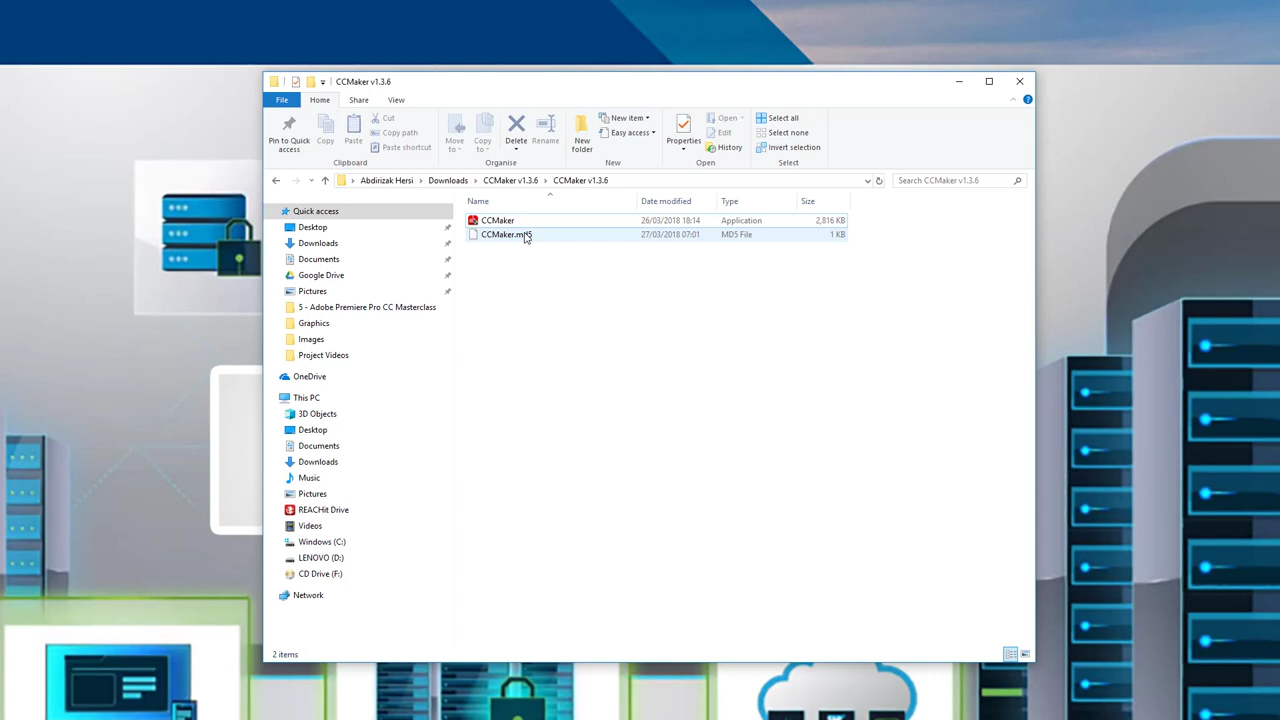 CCMaker v1.3.6
File Home Share View
Pin to Quick access
Copy
Paste
Cut
Copy path
Paste shortcut
Clipboard
Move to
Copy to
Delete
Rename
Organise
New folder
New item
Easy access
New
Properties
Open
Edit
History
Open
Select all
Select none
Invert selection
Select
Abdirizak Hersi > Downloads > CCMaker v1.3.6 > CCMaker v1.3.6
Search CCMaker v1.3.6
Name Date modified Type Size
CCMaker 26/03/2018 18:14 Application 2,816 KB
CCMaker.md5 27/03/2018 07:01 MD5 File 1 KB
Quick access
Desktop
Downloads
Documents
Google Drive
Pictures
5 - Adobe Premiere Pro CC Masterclass
Graphics
Images
Project Videos
OneDrive
This PC
3D Objects
Desktop
Documents
Downloads
Music
Pictures
REACHit Drive
Videos
Windows (C:)
LENOVO (D:)
CD Drive (F:)
Network
2 items